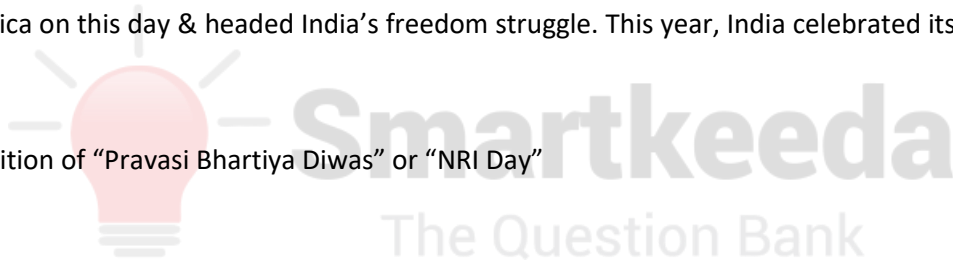 ica on this day & headed India’s freedom struggle. This year, India celebrated its
Smartkeeda
ition of “Pravasi Bhartiya Diwas” or “NRI Day”
The Question Bank